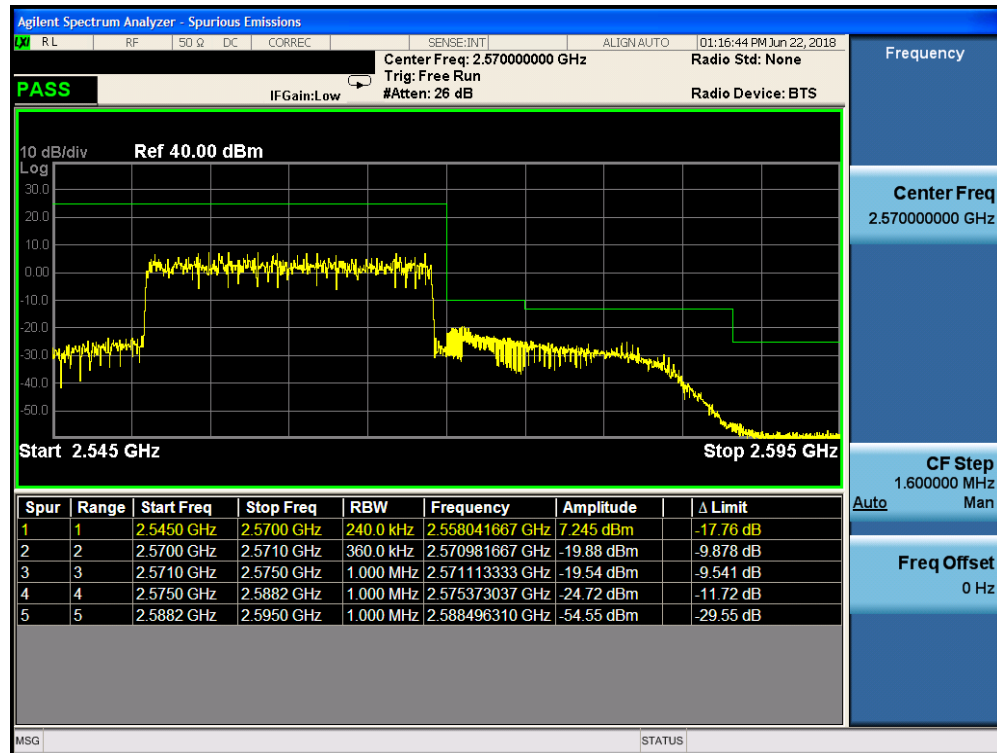 Agilent Spectrum Analyzer - Spurious Emissions
LXI RL RF 50 Ω DC CORREC SENSE:INT ALIGN AUTO 01:16:44 PM Jun 22, 2018
Center Freq: 2.570000000 GHz Radio Std: None
Trig: Free Run
PASS IFGain:Low #Atten: 26 dB Radio Device: BTS
10 dB/div Ref 40.00 dBm
Log
30.0
20.0
10.0
0.00
-10.0
-20.0
-30.0
-40.0
-50.0
Start 2.545 GHz Stop 2.595 GHz
Spur Range Start Freq Stop Freq RBW Frequency Amplitude Δ Limit
1 1 2.5450 GHz 2.5700 GHz 240.0 kHz 2.558041667 GHz 7.245 dBm -17.76 dB
2 2 2.5700 GHz 2.5710 GHz 360.0 kHz 2.570981667 GHz -19.88 dBm -9.878 dB
3 3 2.5710 GHz 2.5750 GHz 1.000 MHz 2.571113333 GHz -19.54 dBm -9.541 dB
4 4 2.5750 GHz 2.5882 GHz 1.000 MHz 2.575373037 GHz -24.72 dBm -11.72 dB
5 5 2.5882 GHz 2.5950 GHz 1.000 MHz 2.588496310 GHz -54.55 dBm -29.55 dB
MSG STATUS
Frequency
Center Freq
2.570000000 GHz
CF Step
1.600000 MHz
Auto Man
Freq Offset
0 Hz